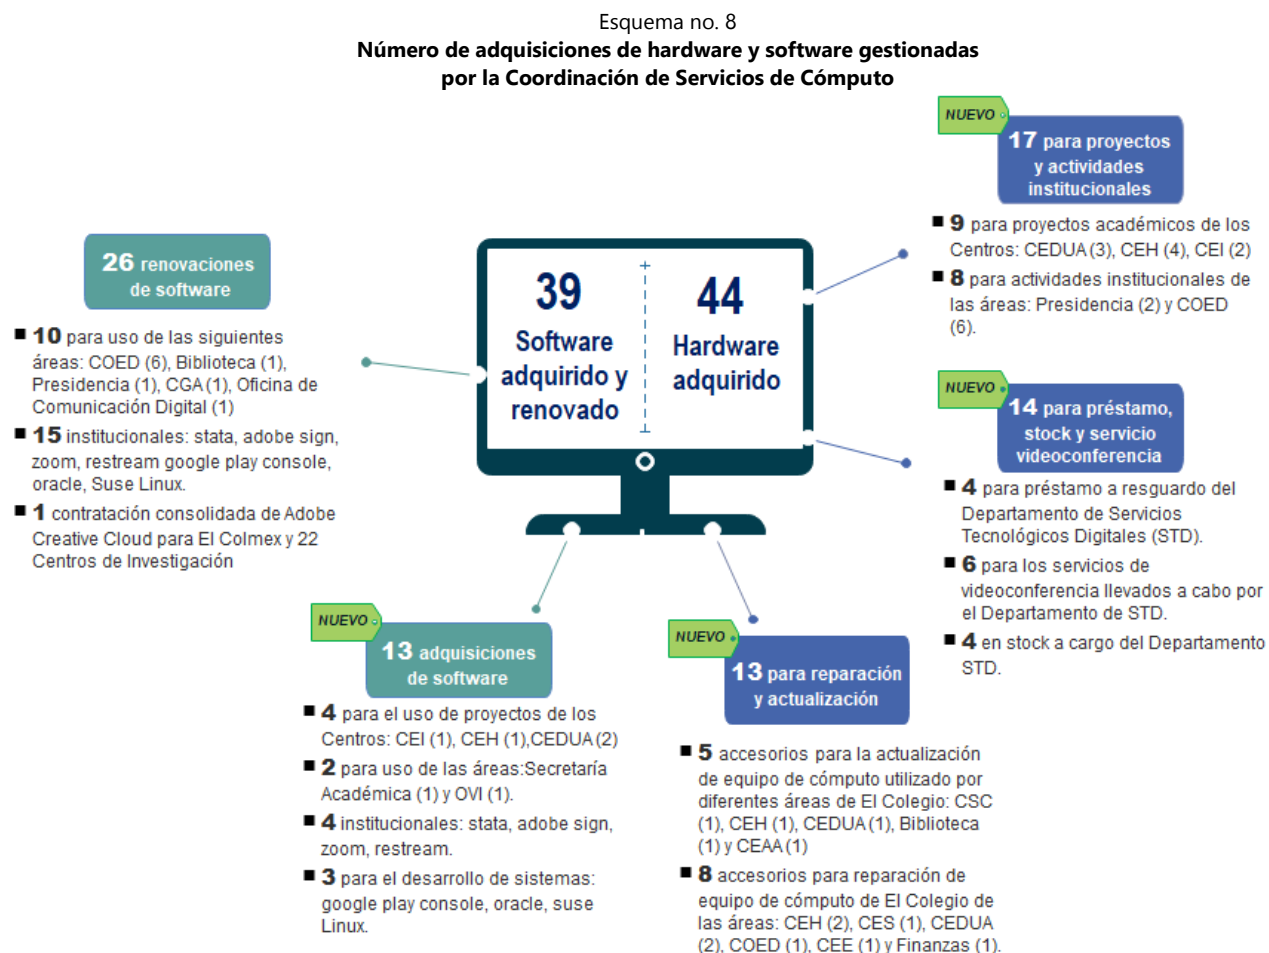 Esquema no. 8
Número de adquisiciones de hardware y software gestionadas
por la Coordinación de Servicios de Cómputo
26 renovaciones
de software
■ 10 para uso de las siguientes
áreas: COED (6), Biblioteca (1),
Presidencia (1), CGA (1), Oficina de
Comunicación Digital (1)
■ 15 institucionales: stata, adobe sign,
zoom, restream google play console,
oracle, Suse Linux.
■ 1 contratación consolidada de Adobe
Creative Cloud para El Colmex y 22
Centros de Investigación
39
Software
adquirido y
renovado
44
Hardware
adquirido
NUEVO
17 para proyectos
y actividades
institucionales
■ 9 para proyectos académicos de los
Centros: CEDUA (3), CEH (4), CEI (2)
■ 8 para actividades institucionales de
las áreas: Presidencia (2) y COED
(6).
NUEVO
14 para préstamo,
stock y servicio
videoconferencia
■ 4 para préstamo a resguardo del
Departamento de Servicios
Tecnológicos Digitales (STD).
■ 6 para los servicios de
videoconferencia llevados a cabo por
el Departamento de STD.
■ 4 en stock a cargo del Departamento
STD.
NUEVO
13 adquisiciones
de software
■ 4 para el uso de proyectos de los
Centros: CEI (1), CEH (1),CEDUA (2)
■ 2 para uso de las áreas:Secretaría
Académica (1) y OVI (1).
■ 4 institucionales: stata, adobe sign,
zoom, restream.
■ 3 para el desarrollo de sistemas:
google play console, oracle, suse
Linux.
NUEVO
13 para reparación
y actualización
■ 5 accesorios para la actualización
de equipo de cómputo utilizado por
diferentes áreas de El Colegio: CSC
(1), CEH (1), CEDUA (1), Biblioteca
(1) y CEAA (1)
■ 8 accesorios para reparación de
equipo de cómputo de El Colegio de
las áreas: CEH (2), CES (1), CEDUA
(2), COED (1), CEE (1) y Finanzas (1).